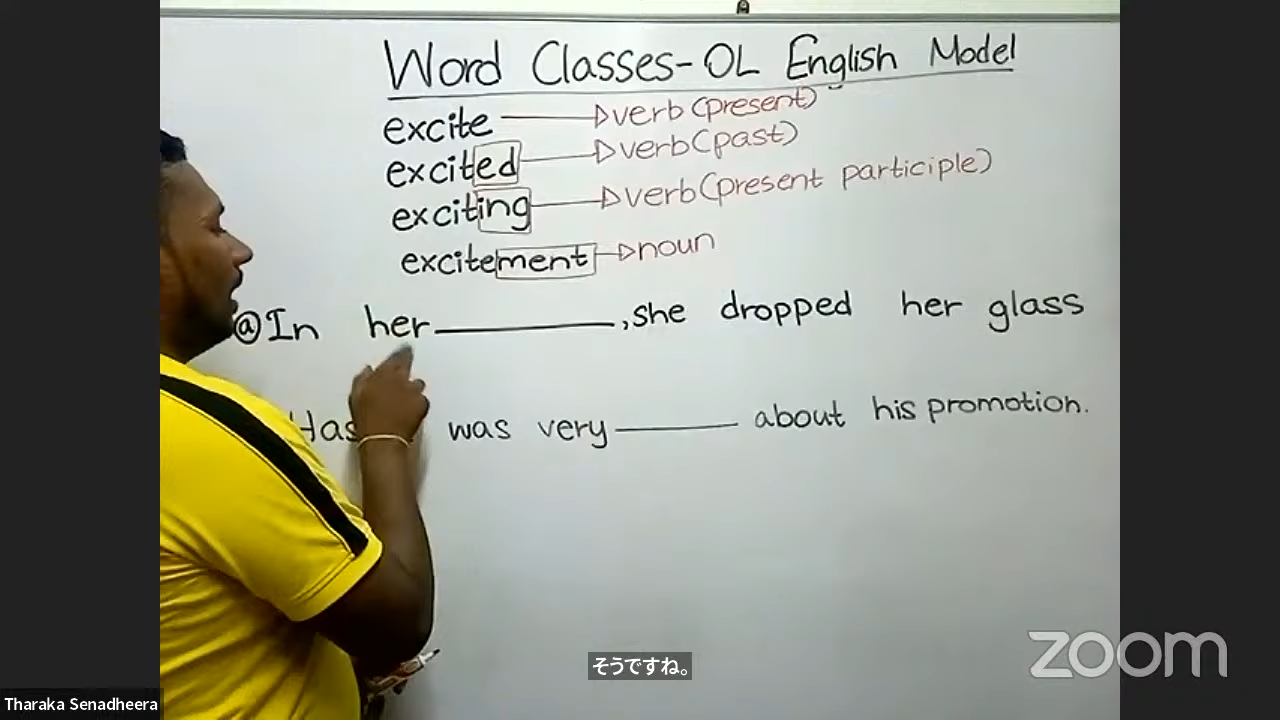 Word Classes-OL English Model
excite verb (present)
excited verb (past)
exciting verb (present participle)
excitement noun
(a) In her ________, she dropped her glass
Has was very ________ about his promotion.
そうですね。
zoom
Tharaka Senadheera